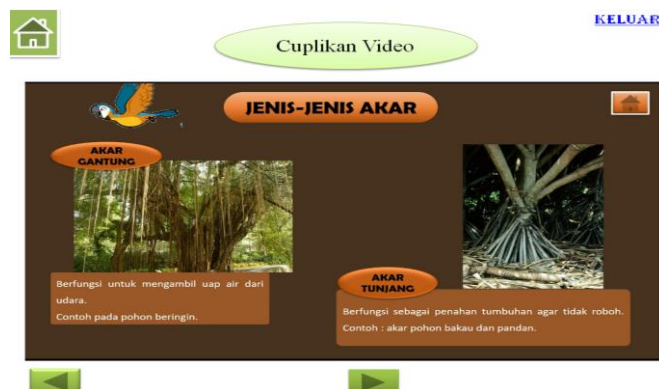 KELUAR
Cuplikan Video
JENIS-JENIS AKAR
AKAR
GANTUNG
Berfungsi untuk mengambil uap air dari
udara.
Contoh pada pohon beringin.
AKAR
TUNJANG
Berfungsi sebagai penahan tumbuhan agar tidak roboh.
Contoh : akar pohon bakau dan pandan.